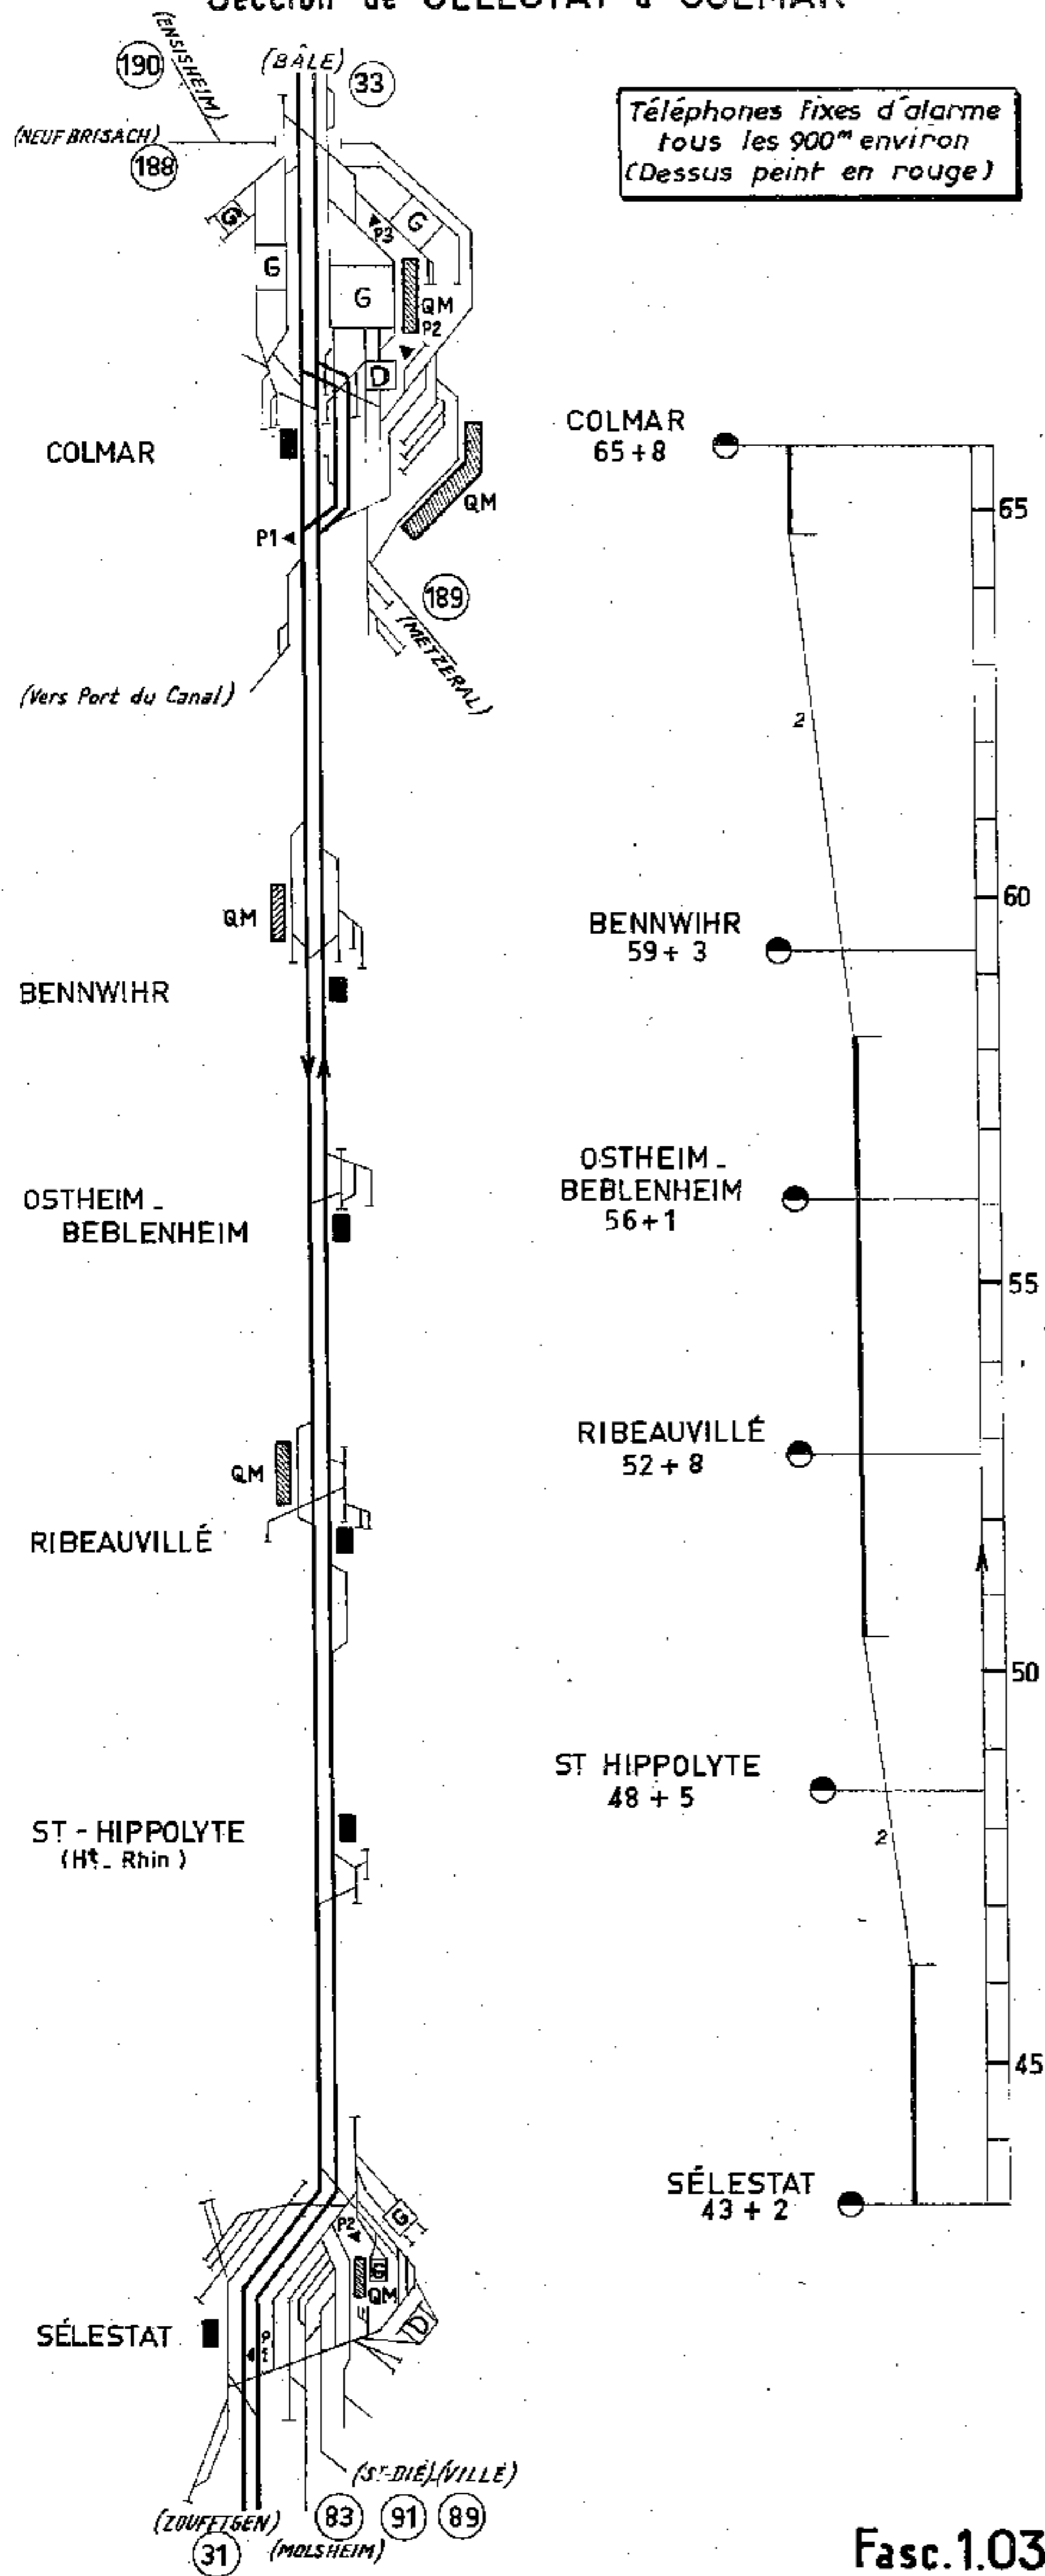 Section de SÉLESTAT à COLMAR
(ENSISHEIM)
190
(BÂLE)
33
(NEUF BRISACH)
188
Téléphones fixes d'alarme
tous les 900m environ
(Dessus peint en rouge)
G
P3
G
G
G
QM
P2
D
COLMAR
QM
P1
189
(METZERAL)
(Vers Port du Canal)
COLMAR
65+8
65
2
QM
BENNWIHR
BENNWIHR
59+3
60
OSTHEIM_
BEBLENHEIM
OSTHEIM_
BEBLENHEIM
56+1
55
QM
RIBEAUVILLÉ
RIBEAUVILLÉ
52+8
50
ST-HIPPOLYTE
(Ht_Rhin)
ST HIPPOLYTE
48+5
2
45
SÉLESTAT
43+2
P2
G
G
QM
D
SÉLESTAT
P1
(ST-DIÉ)-(VILLÉ)
(ZOUFFTGEN)
83
91
89
31
(MOLSHEIM)
Fasc.1.03